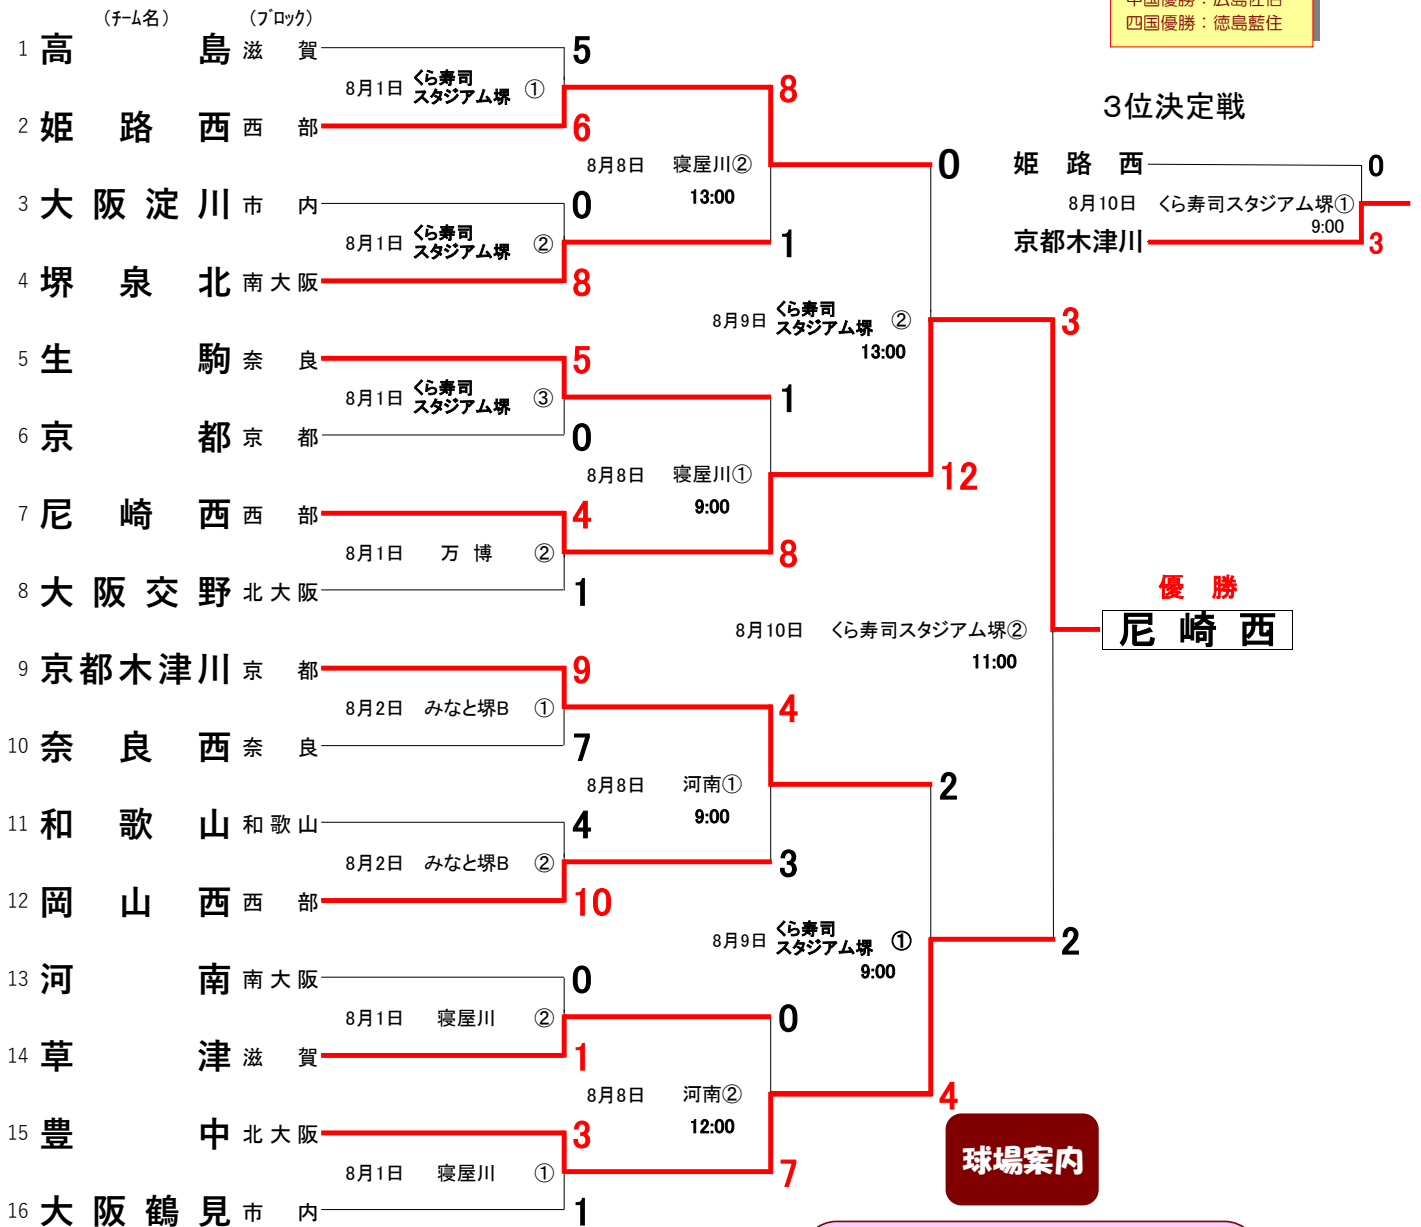 (ﾁｰﾑ名) (ﾌﾞﾛｯｸ)
四国優勝：徳島藍住
1 高島 滋賀 5
8月1日 くら寿司スタジアム堺 ①
8
2 姫路西 西部 6
8月8日 寝屋川② 13:00
0
3 大阪淀川 市内 0
8月1日 くら寿司スタジアム堺 ②
1
4 堺泉北 南大阪 8
8月9日 くら寿司スタジアム堺 ② 13:00
3
5 生駒 奈良 5
8月1日 くら寿司スタジアム堺 ③
1
6 京都 京都 0
8月8日 寝屋川① 9:00
12
7 尼崎西 西部 4
8月1日 万博 ②
8
8 大阪交野 北大阪 1
8月10日 くら寿司スタジアム堺② 11:00
優勝
尼崎西
9 京都木津川 京都 9
8月2日 みなと堺B ①
4
10 奈良西 奈良 7
8月8日 河南① 9:00
2
11 和歌山 和歌山 4
8月2日 みなと堺B ②
3
12 岡山西 西部 10
8月9日 くら寿司スタジアム堺 ① 9:00
2
13 河南 南大阪 0
8月1日 寝屋川 ②
0
14 草津 滋賀 1
8月8日 河南② 12:00
4
15 豊中 北大阪 3
8月1日 寝屋川 ①
7
16 大阪鶴見 市内 1
3位決定戦
姫路西 0
8月10日 くら寿司スタジアム堺① 9:00
京都木津川 3
球場案内